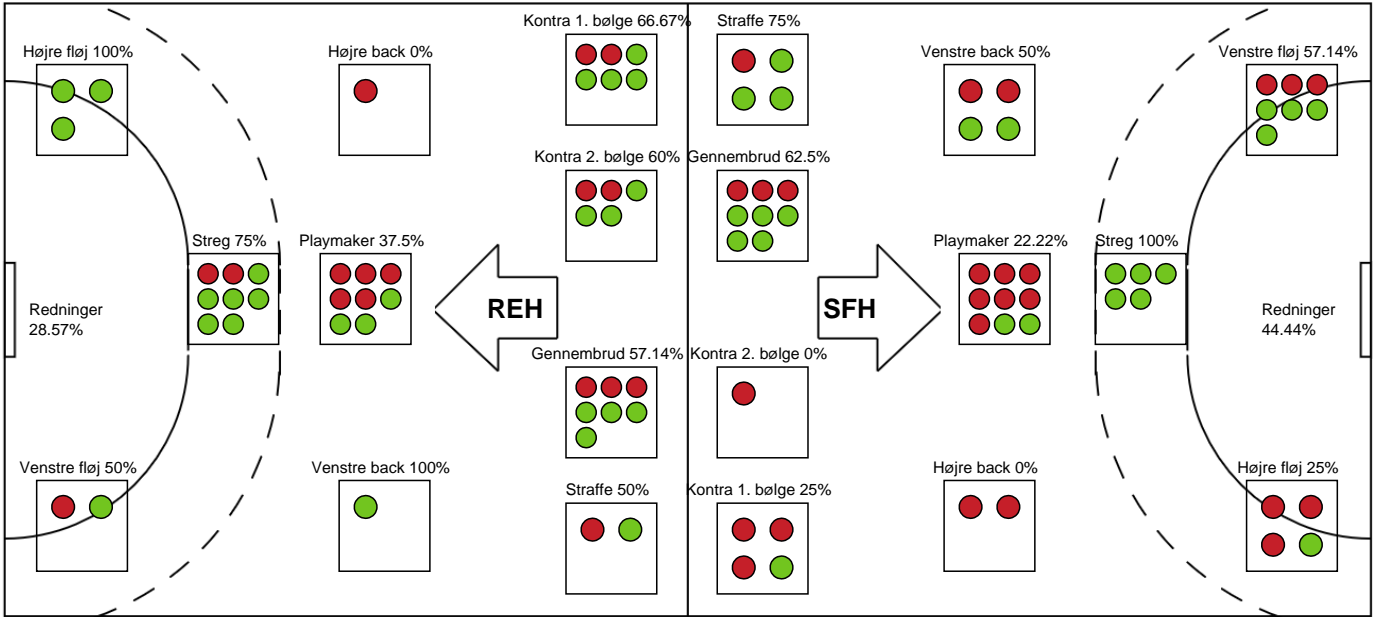 Kontra 1. bølge 66.67%
Straffe 75%
Højre fløj 100%
Højre back 0%
Venstre back 50%
Venstre fløj 57.14%
Kontra 2. bølge 60%
Gennembrud 62.5%
Streg 75%
Playmaker 37.5%
Playmaker 22.22%
Streg 100%
Redninger
28.57%
REH
SFH
Redninger
44.44%
Gennembrud 57.14%
Kontra 2. bølge 0%
Venstre fløj 50%
Venstre back 100%
Højre back 0%
Højre fløj 25%
Straffe 50%
Kontra 1. bølge 25%